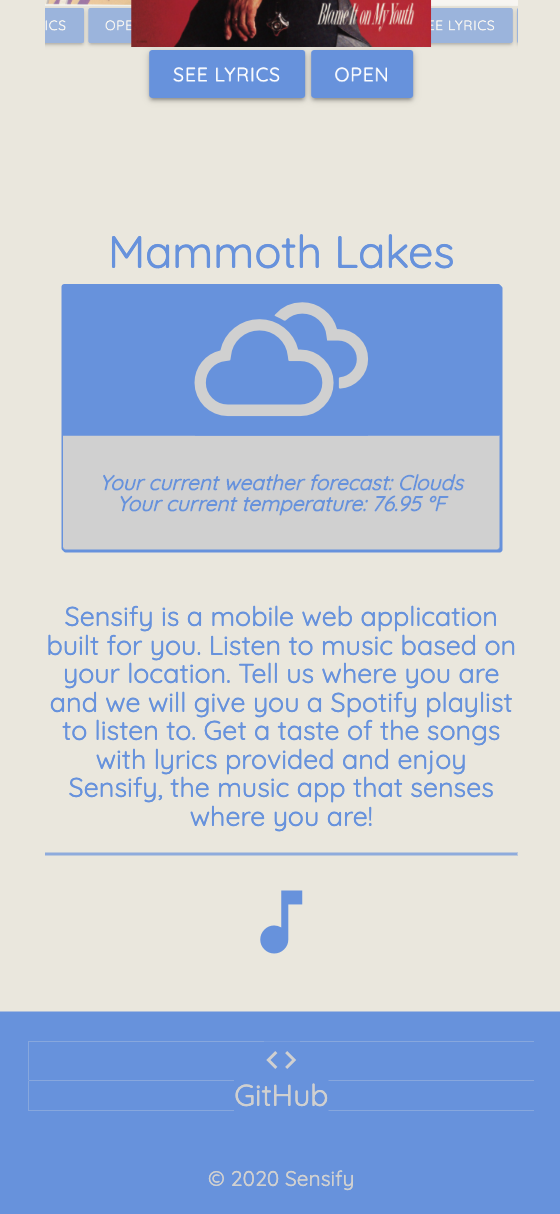 ICS
OPE
Blame It on My Youth
EE LYRICS
SEE LYRICS
OPEN
Mammoth Lakes
Your current weather forecast: Clouds
Your current temperature: 76.95 °F
Sensify is a mobile web application
built for you. Listen to music based on
your location. Tell us where you are
and we will give you a Spotify playlist
to listen to. Get a taste of the songs
with lyrics provided and enjoy
Sensify, the music app that senses
where you are!
GitHub
© 2020 Sensify